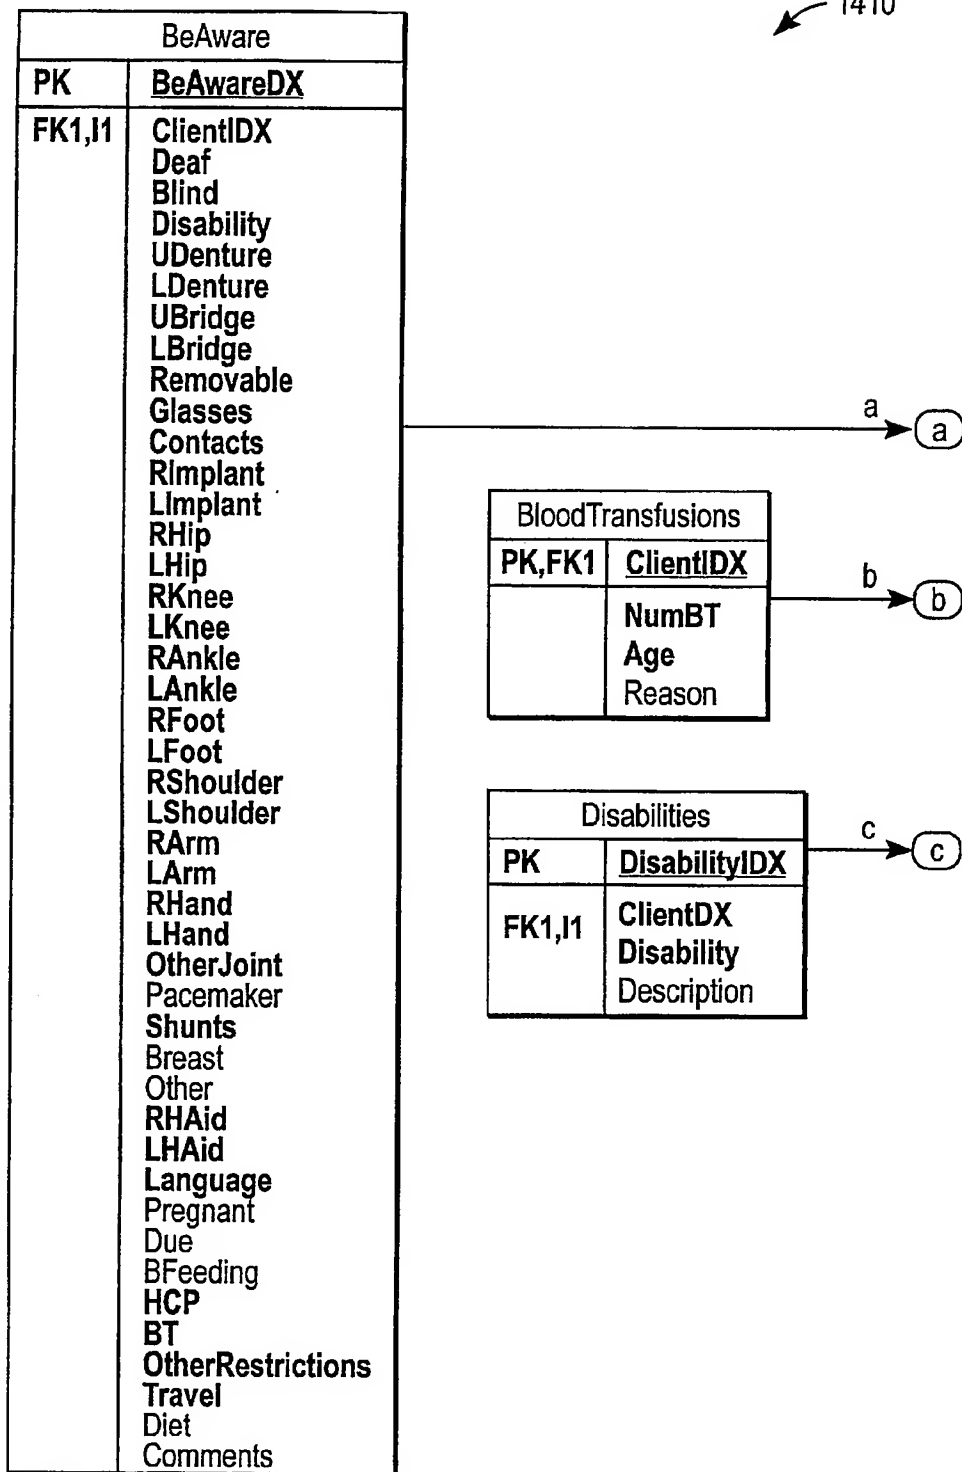 1410
BeAware
PK BeAwareDX
FK1,I1 ClientIDX
Deaf
Blind
Disability
UDenture
LDenture
UBridge
LBridge
Removable
Glasses
Contacts
RImplant
LImplant
RHip
LHip
RKnee
LKnee
RAnkle
LAnkle
RFoot
LFoot
RShoulder
LShoulder
RArm
LArm
RHand
LHand
OtherJoint
Pacemaker
Shunts
Breast
Other
RHAid
LHAid
Language
Pregnant
Due
BFeeding
HCP
BT
OtherRestrictions
Travel
Diet
Comments
a
a
BloodTransfusions
PK,FK1 ClientIDX
NumBT
Age
Reason
b
b
Disabilities
PK DisabilityIDX
FK1,I1 ClientDX
Disability
Description
c
c